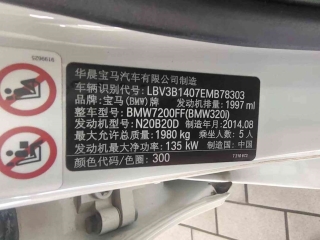 华晨宝马汽车有限公司制造
车辆识别代号: LBV3B1407EMB78303
品牌: 宝马(BMW)牌 发动机排量: 1997 ml
整车型号: BMW7200FF(BMW320i)
发动机型号: N20B20D 制造年月: 2014.08
最大允许总质量: 1980 kg 乘坐人数: 5 人
发动机最大净功率: 135 kW 制造国: 中国
颜色代码/色圈: 300